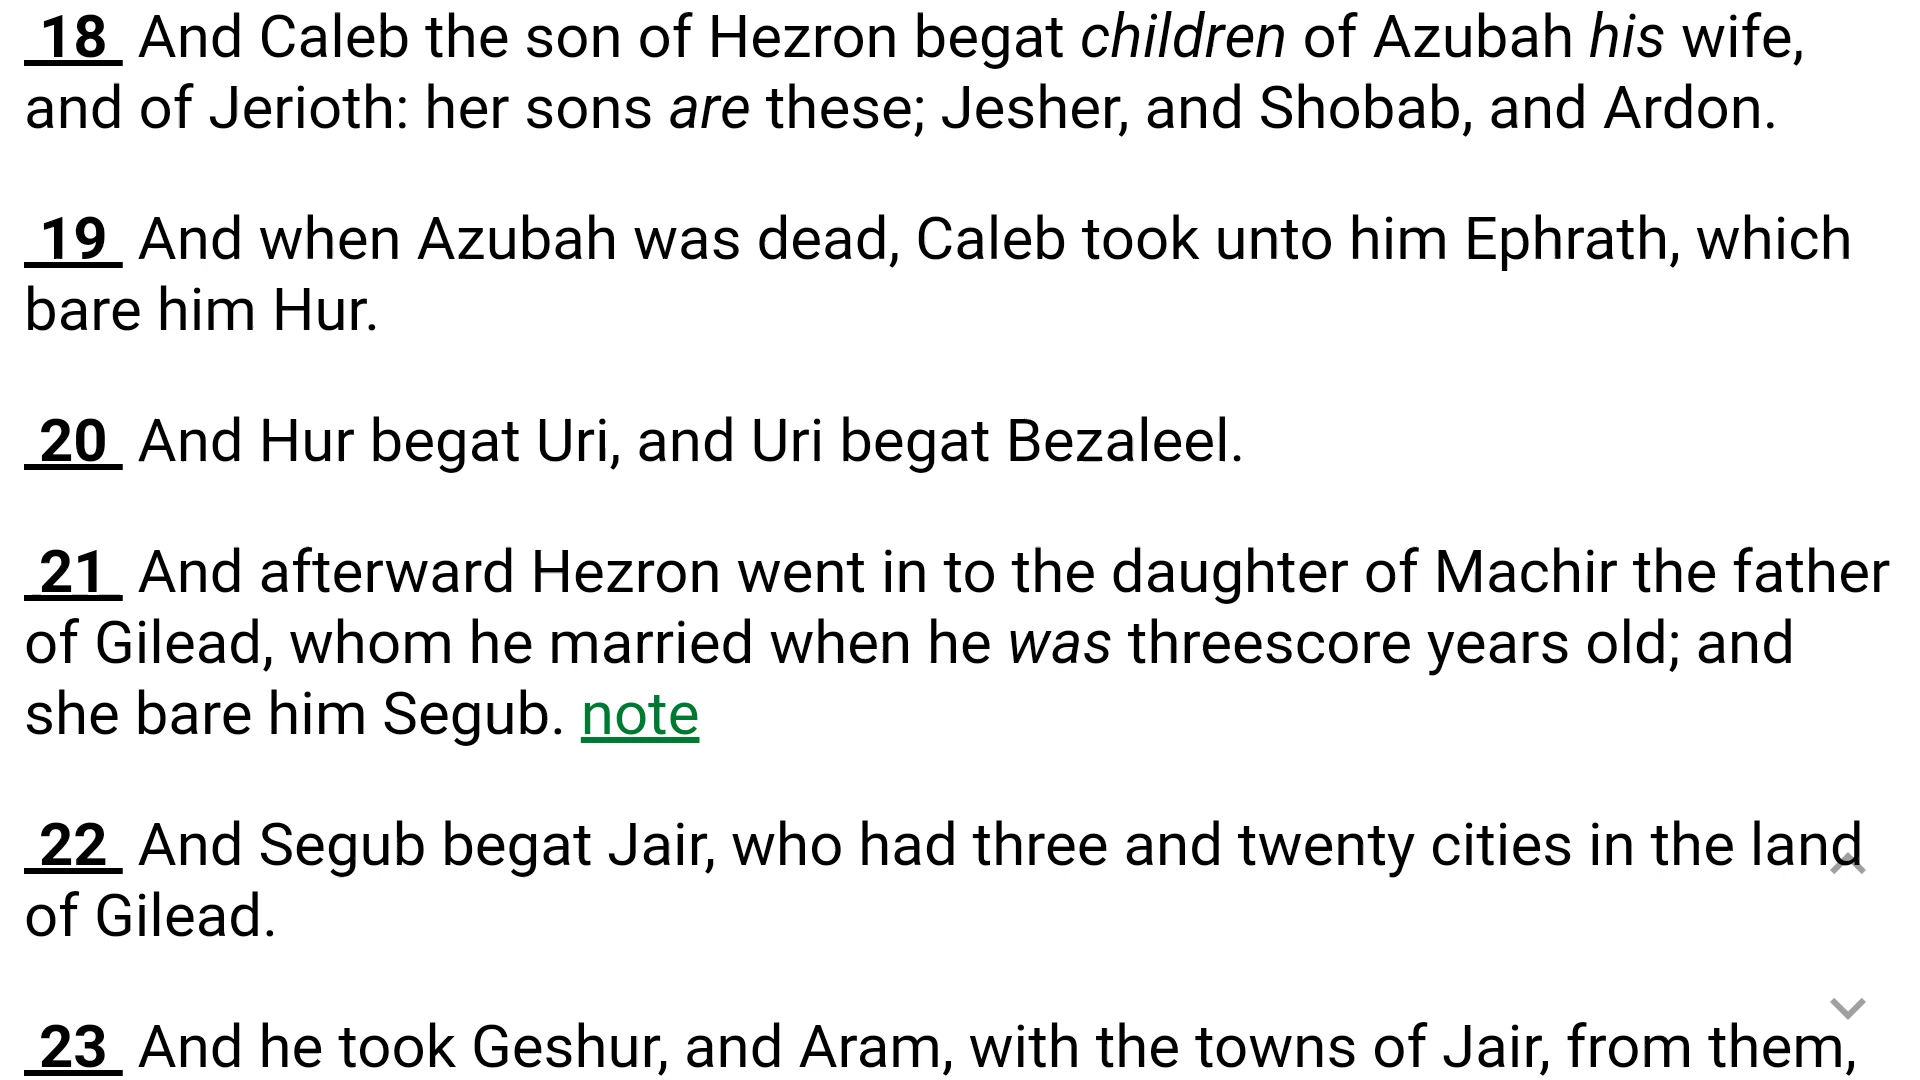 18 And Caleb the son of Hezron begat children of Azubah his wife,
and of Jerioth: her sons are these; Jesher, and Shobab, and Ardon.
19 And when Azubah was dead, Caleb took unto him Ephrath, which
bare him Hur.
20 And Hur begat Uri, and Uri begat Bezaleel.
21 And afterward Hezron went in to the daughter of Machir the father
of Gilead, whom he married when he was threescore years old; and
she bare him Segub. note
22 And Segub begat Jair, who had three and twenty cities in the land
of Gilead.
23 And he took Geshur, and Aram, with the towns of Jair, from them,